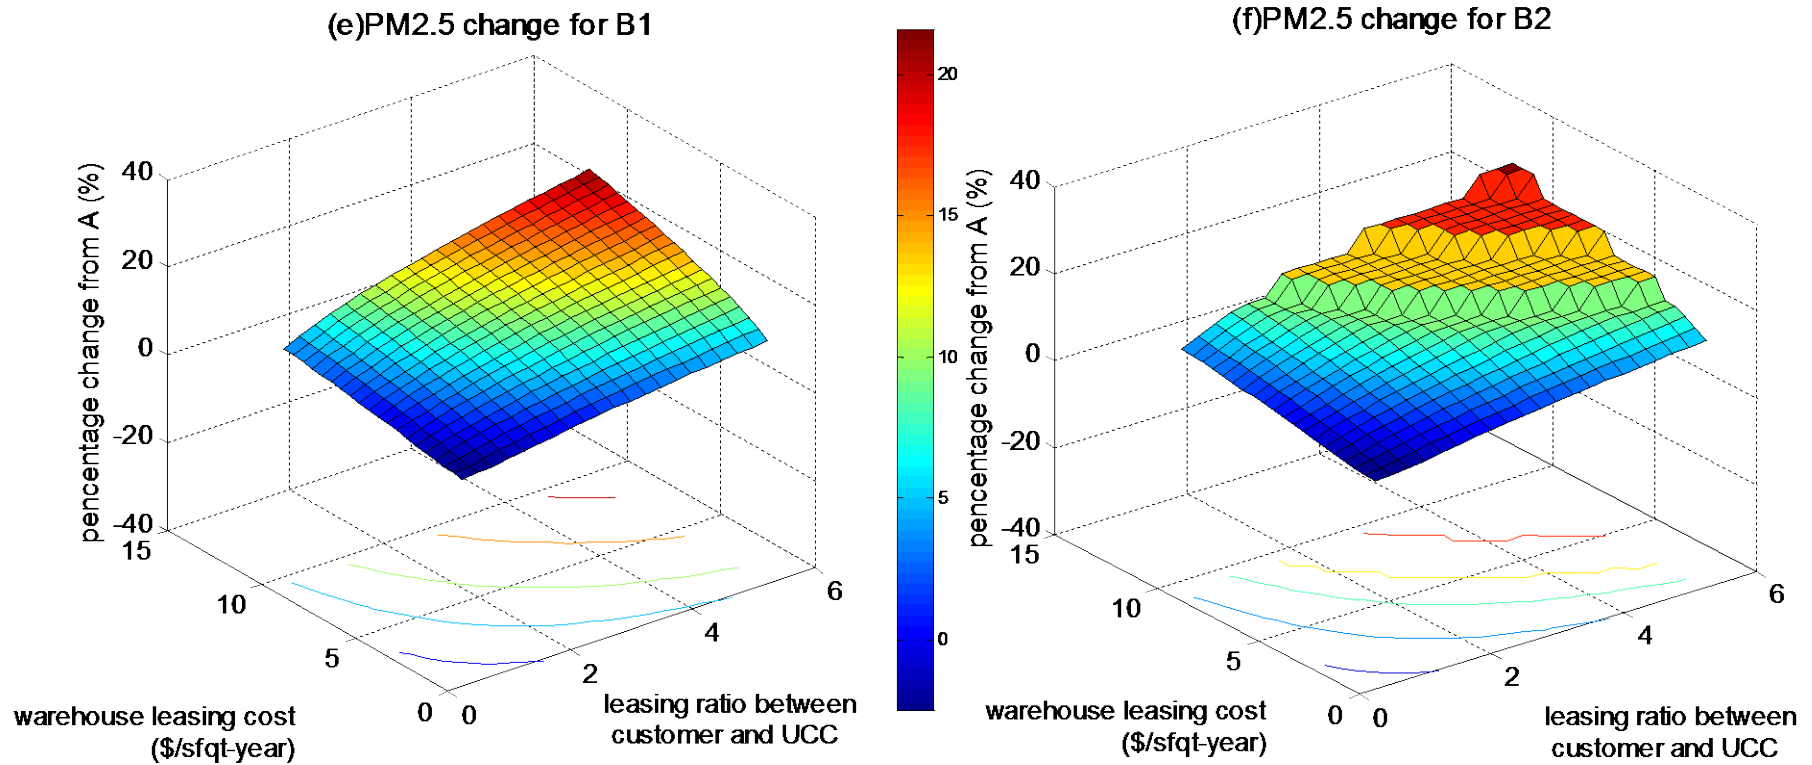 (e)PM2.5 change for B1
pencentage change from A (%)
40
20
0
-20
-40
15
10
5
0
0
2
4
6
warehouse leasing cost
($/sfqt-year)
leasing ratio between
customer and UCC
20
15
10
5
0
(f)PM2.5 change for B2
pencentage change from A (%)
40
20
0
-20
-40
15
10
5
0
0
2
4
6
warehouse leasing cost
($/sfqt-year)
leasing ratio between
customer and UCC